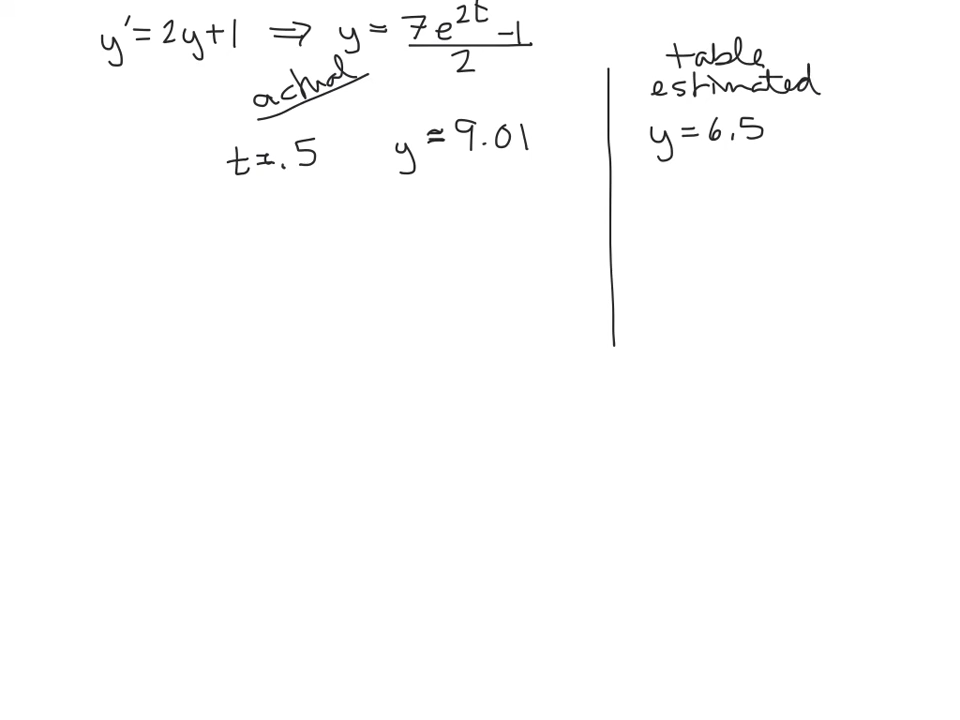 y' = 2y+1 ⟹ y = (7e^{2t} -1)/2
actual
t = .5 y ≈ 9.01
table
estimated
y = 6.5